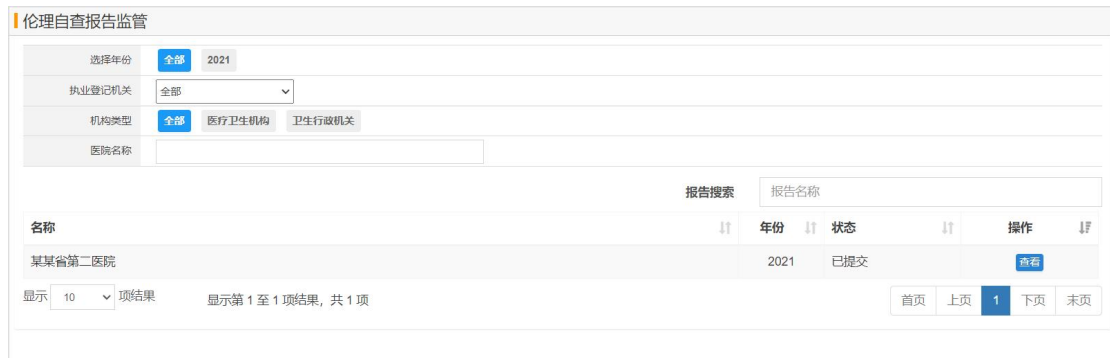 伦理自查报告监管
选择年份 全部 2021
执业登记机关 全部
机构类型 全部 医疗卫生机构 卫生行政机关
医院名称
报告搜索 报告名称
名称 年份 状态 操作
某某省第二医院 2021 已提交 查看
显示 10 项结果 显示第 1 至 1 项结果，共 1 项 首页 上页 1 下页 末页